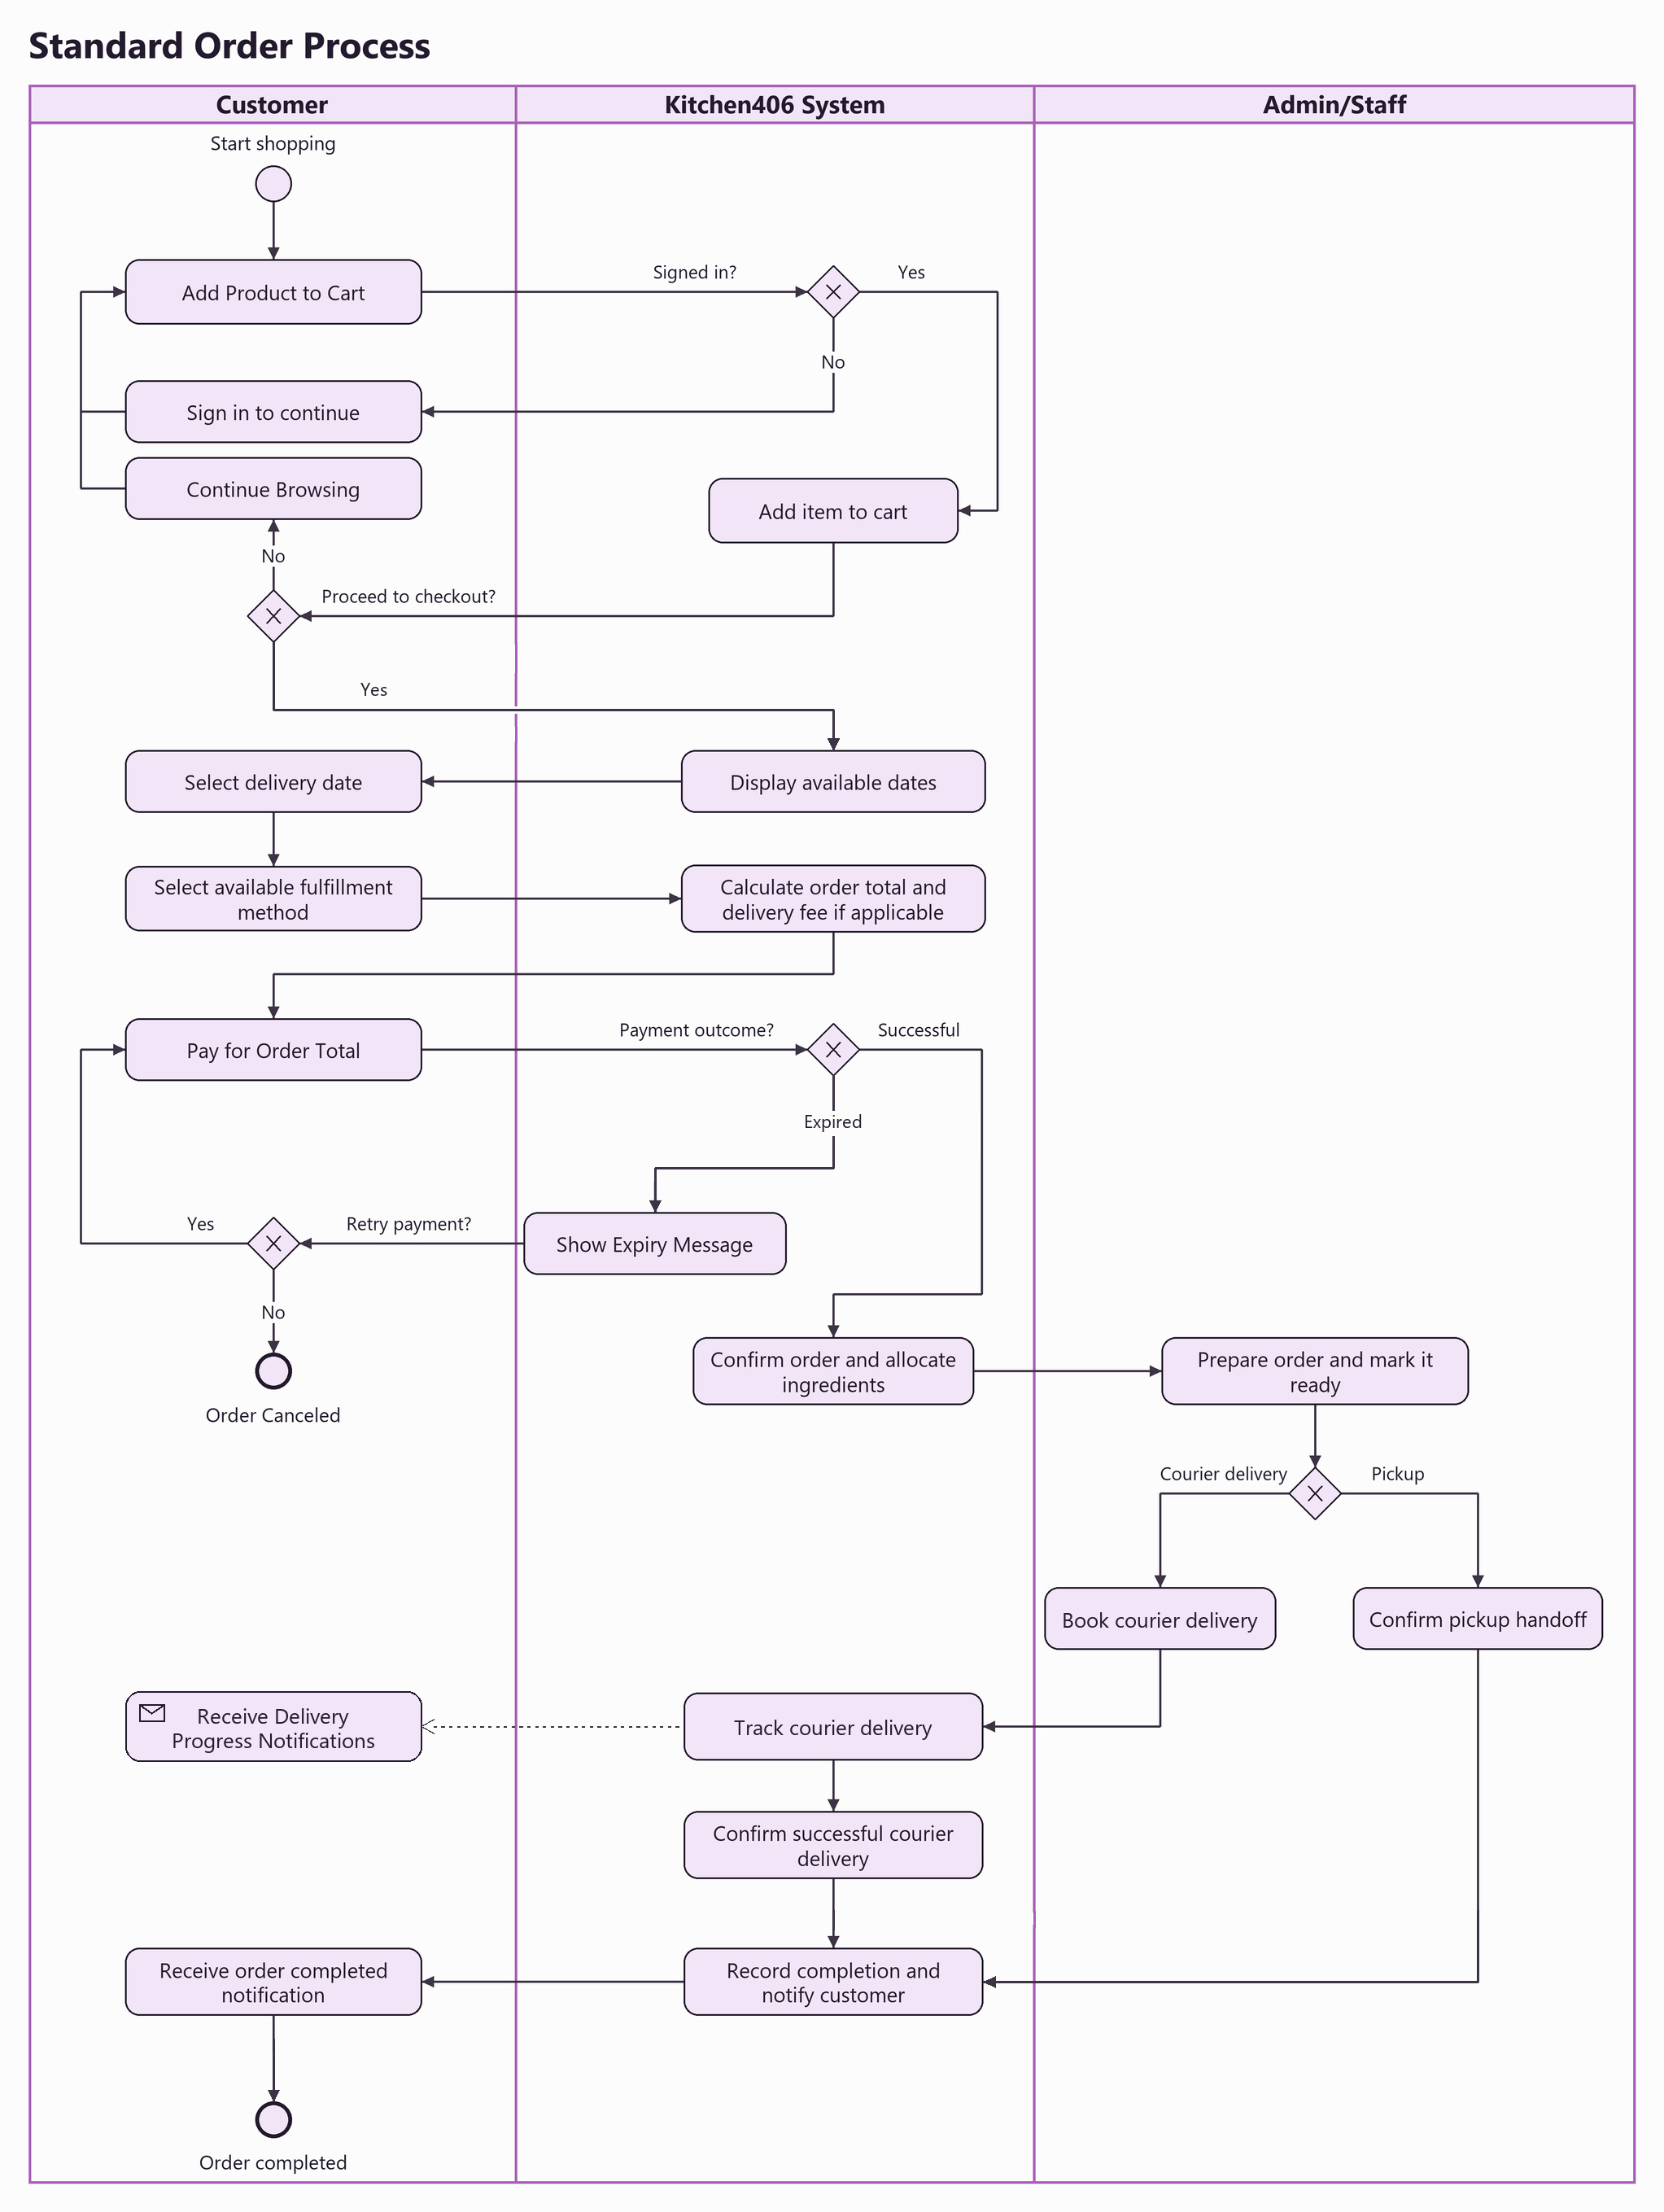 Standard Order Process
Customer
Kitchen406 System
Admin/Staff
Start shopping
Add Product to Cart
Signed in?
Yes
No
Sign in to continue
Continue Browsing
Add item to cart
No
Proceed to checkout?
Yes
Select delivery date
Display available dates
Select available fulfillment
method
Calculate order total and
delivery fee if applicable
Pay for Order Total
Payment outcome?
Successful
Expired
Yes
Retry payment?
Show Expiry Message
No
Order Canceled
Confirm order and allocate
ingredients
Prepare order and mark it
ready
Courier delivery
Pickup
Book courier delivery
Confirm pickup handoff
Receive Delivery
Progress Notifications
Track courier delivery
Confirm successful courier
delivery
Receive order completed
notification
Record completion and
notify customer
Order completed